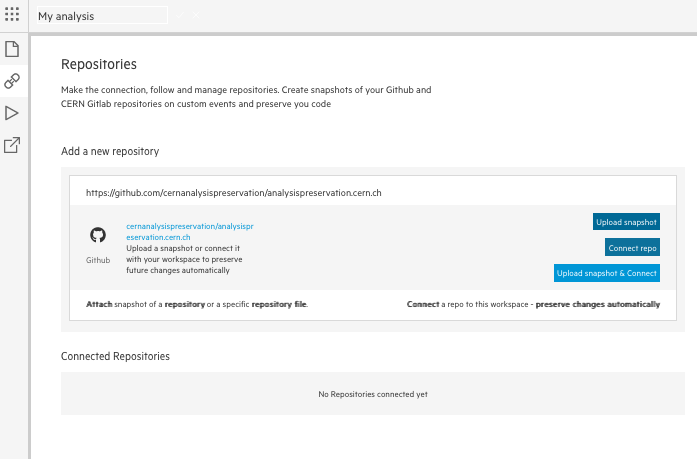 My analysis
Repositories
Make the connection, follow and manage repositories. Create snapshots of your Github and
CERN Gitlab repositories on custom events and preserve you code
Add a new repository
https://github.com/cernanalysispreservation/analysispreservation.cern.ch
Github
cernanalysispreservation/analysispr
eservation.cern.ch
Upload a snapshot or connect it
with your workspace to preserve
future changes automatically
Upload snapshot
Connect repo
Upload snapshot & Connect
Attach snapshot of a repository or a specific repository file.
Connect a repo to this workspace - preserve changes automatically
Connected Repositories
No Repositories connected yet